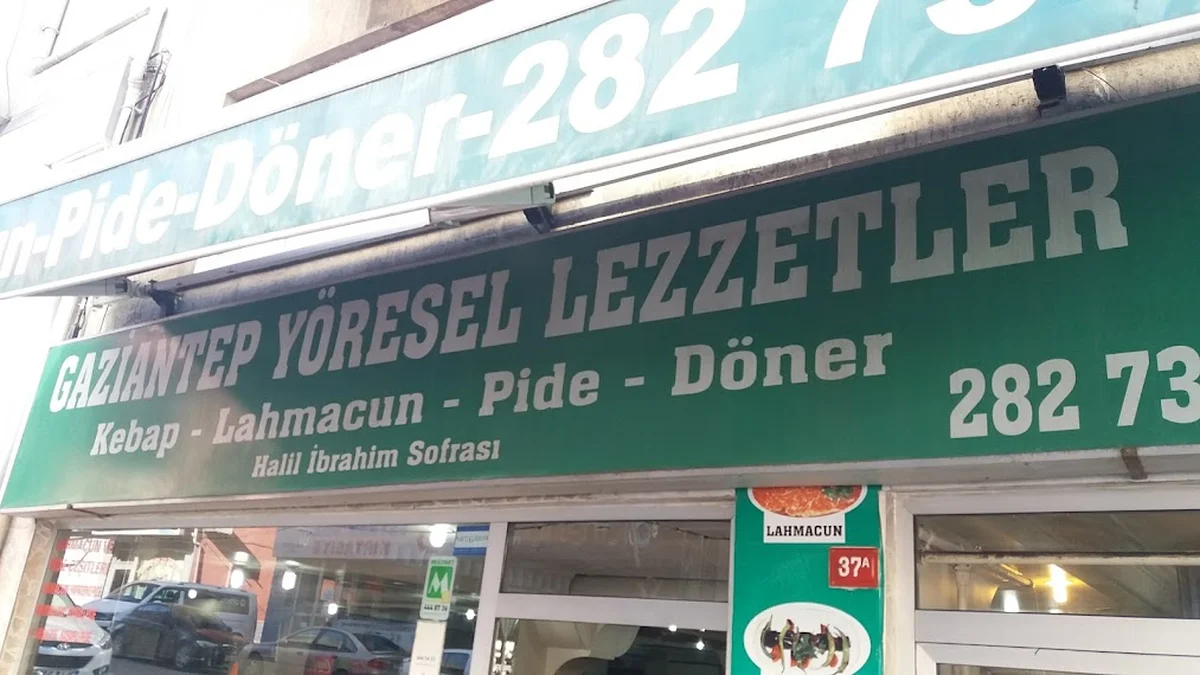 -Pide-Döner-282 73
GAZİANTEP YÖRESEL LEZZETLER
Kebap - Lahmacun - Pide - Döner
282 73
Halil İbrahim Sofrası
LAHMACUN
37A